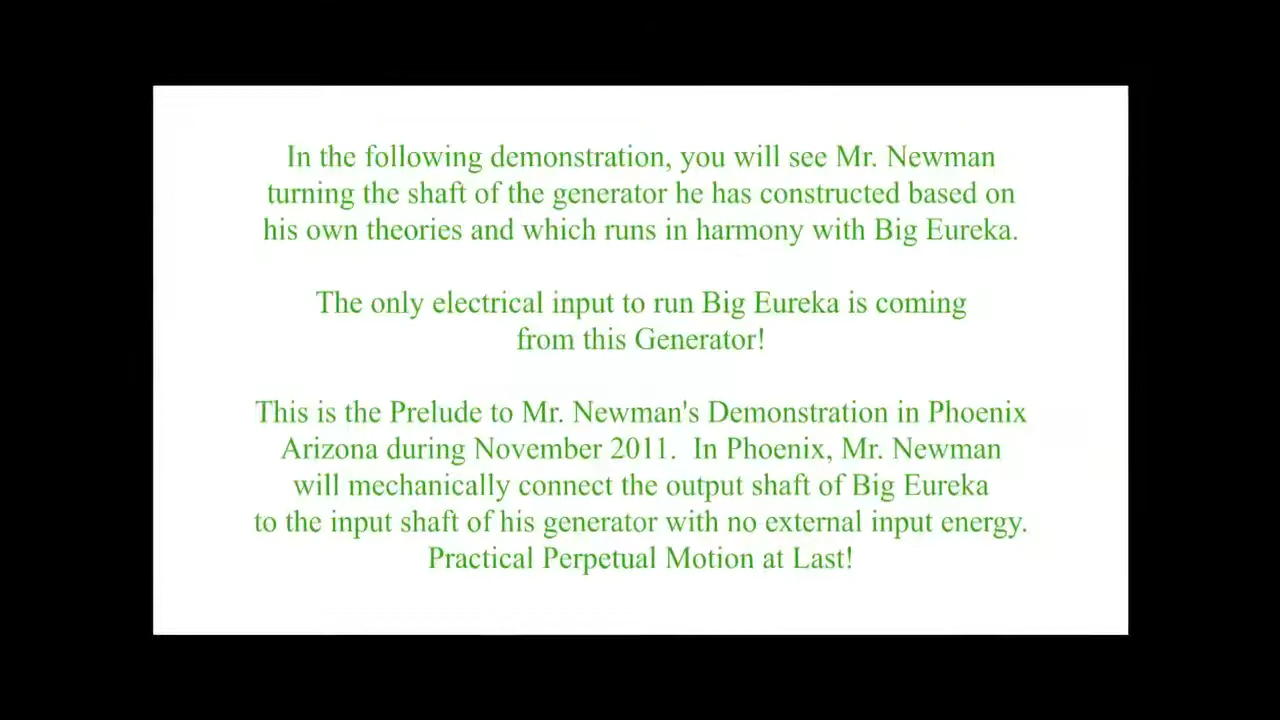 In the following demonstration, you will see Mr. Newman
turning the shaft of the generator he has constructed based on
his own theories and which runs in harmony with Big Eureka.
The only electrical input to run Big Eureka is coming
from this Generator!
This is the Prelude to Mr. Newman's Demonstration in Phoenix
Arizona during November 2011.  In Phoenix, Mr. Newman
will mechanically connect the output shaft of Big Eureka
to the input shaft of his generator with no external input energy.
Practical Perpetual Motion at Last!